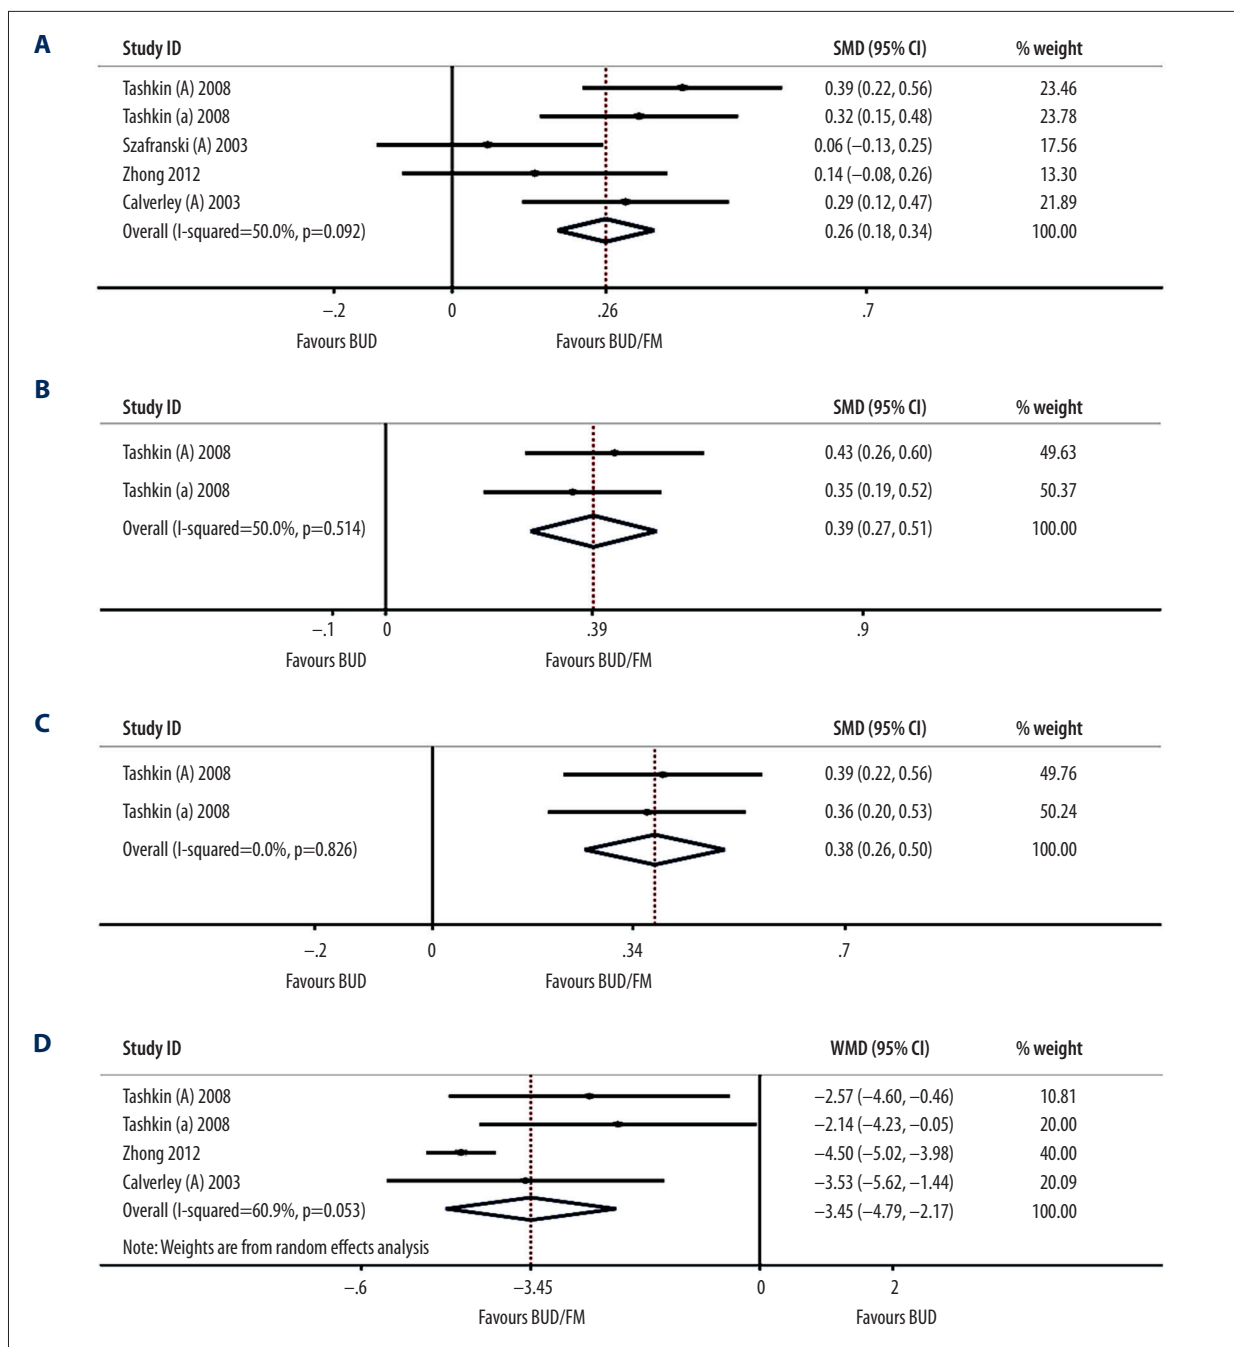 A
Study ID SMD (95% CI) % weight
Tashkin (A) 2008 0.39 (0.22, 0.56) 23.46
Tashkin (a) 2008 0.32 (0.15, 0.48) 23.78
Szafranski (A) 2003 0.06 (−0.13, 0.25) 17.56
Zhong 2012 0.14 (−0.08, 0.26) 13.30
Calverley (A) 2003 0.29 (0.12, 0.47) 21.89
Overall (I-squared=50.0%, p=0.092) 0.26 (0.18, 0.34) 100.00
−.2 0 .26 .7
Favours BUD Favours BUD/FM
B
Study ID SMD (95% CI) % weight
Tashkin (A) 2008 0.43 (0.26, 0.60) 49.63
Tashkin (a) 2008 0.35 (0.19, 0.52) 50.37
Overall (I-squared=50.0%, p=0.514) 0.39 (0.27, 0.51) 100.00
−.1 0 .39 .9
Favours BUD Favours BUD/FM
C
Study ID SMD (95% CI) % weight
Tashkin (A) 2008 0.39 (0.22, 0.56) 49.76
Tashkin (a) 2008 0.36 (0.20, 0.53) 50.24
Overall (I-squared=0.0%, p=0.826) 0.38 (0.26, 0.50) 100.00
−.2 0 .34 .7
Favours BUD Favours BUD/FM
D
Study ID WMD (95% CI) % weight
Tashkin (A) 2008 −2.57 (−4.60, −0.46) 10.81
Tashkin (a) 2008 −2.14 (−4.23, −0.05) 20.00
Zhong 2012 −4.50 (−5.02, −3.98) 40.00
Calverley (A) 2003 −3.53 (−5.62, −1.44) 20.09
Overall (I-squared=60.9%, p=0.053) −3.45 (−4.79, −2.17) 100.00
Note: Weights are from random effects analysis
−.6 −3.45 0 2
Favours BUD/FM Favours BUD